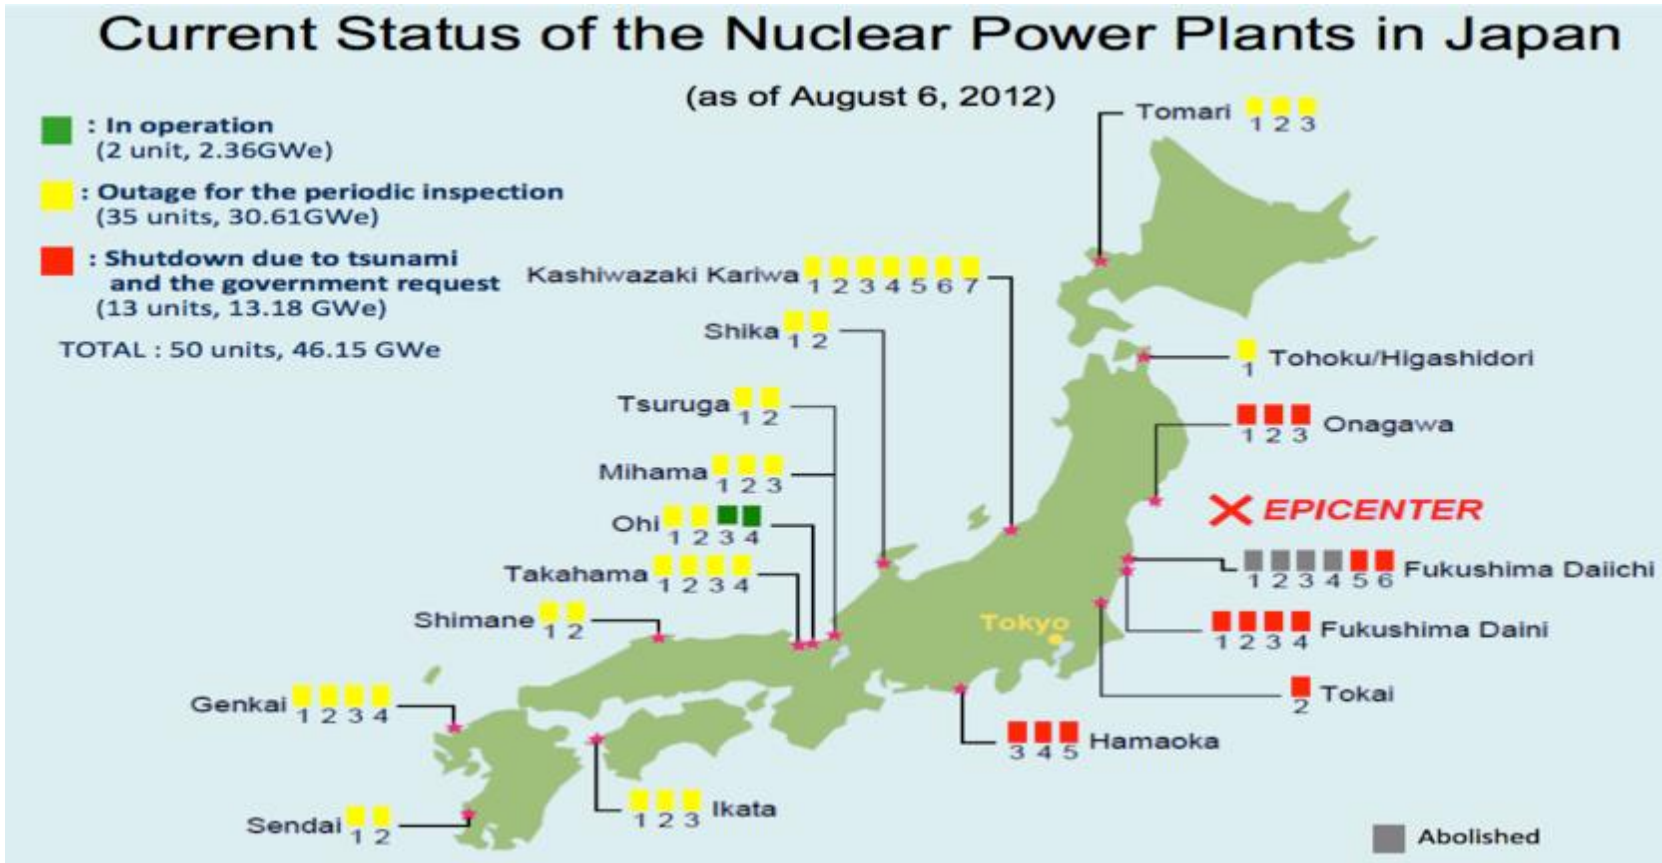 Current Status of the Nuclear Power Plants in Japan
(as of August 6, 2012)
: In operation
(2 unit, 2.36GWe)
: Outage for the periodic inspection
(35 units, 30.61GWe)
: Shutdown due to tsunami
and the government request
(13 units, 13.18 GWe)
TOTAL : 50 units, 46.15 GWe
Tomari
1 2 3
Kashiwazaki Kariwa
1 2 3 4 5 6 7
Shika
1 2
Tohoku/Higashidori
1
Tsuruga
1 2
Onagawa
1 2 3
Mihama
1 2 3
EPICENTER
Ohi
1 2 3 4
Takahama
1 2 3 4
Fukushima Daiichi
1 2 3 4 5 6
Shimane
1 2
Tokyo
Fukushima Daini
1 2 3 4
Genkai
1 2 3 4
Tokai
2
Hamaoka
3 4 5
Ikata
1 2 3
Sendai
1 2
Abolished